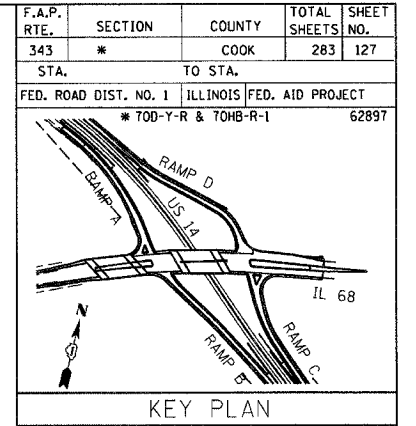 F.A.P. RTE. SECTION COUNTY TOTAL SHEETS SHEET NO.
343 * COOK 283 127
STA. TO STA.
FED. ROAD DIST. NO. 1 ILLINOIS FED. AID PROJECT
* 70D-Y-R & 70HB-R-1 62897
RAMP D
RAMP A
US 14
IL 68
N
RAMP B
RAMP C
KEY PLAN